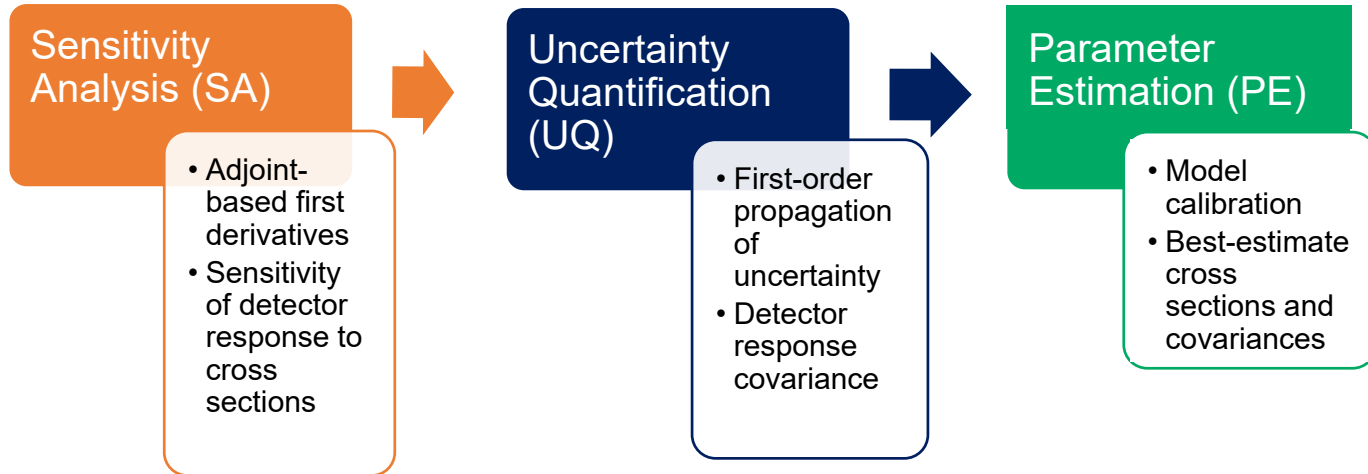 Sensitivity
Analysis (SA)
• Adjoint-
based first
derivatives
• Sensitivity
of detector
response to
cross
sections
Uncertainty
Quantification
(UQ)
• First-order
propagation
of
uncertainty
• Detector
response
covariance
Parameter
Estimation (PE)
• Model
calibration
• Best-estimate
cross
sections and
covariances